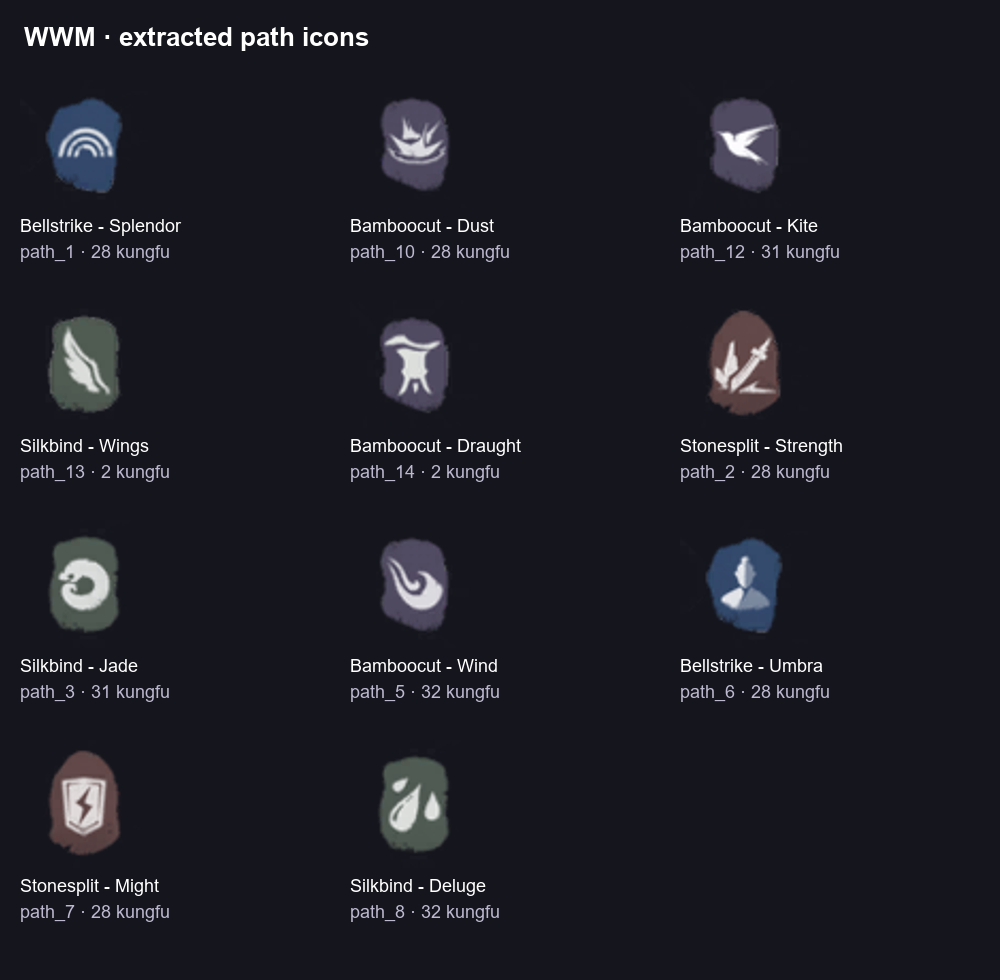 WWM · extracted path icons
Bellstrike - Splendor
path_1 · 28 kungfu
Bamboocut - Dust
path_10 · 28 kungfu
Bamboocut - Kite
path_12 · 31 kungfu
Silkbind - Wings
path_13 · 2 kungfu
Bamboocut - Draught
path_14 · 2 kungfu
Stonesplit - Strength
path_2 · 28 kungfu
Silkbind - Jade
path_3 · 31 kungfu
Bamboocut - Wind
path_5 · 32 kungfu
Bellstrike - Umbra
path_6 · 28 kungfu
Stonesplit - Might
path_7 · 28 kungfu
Silkbind - Deluge
path_8 · 32 kungfu